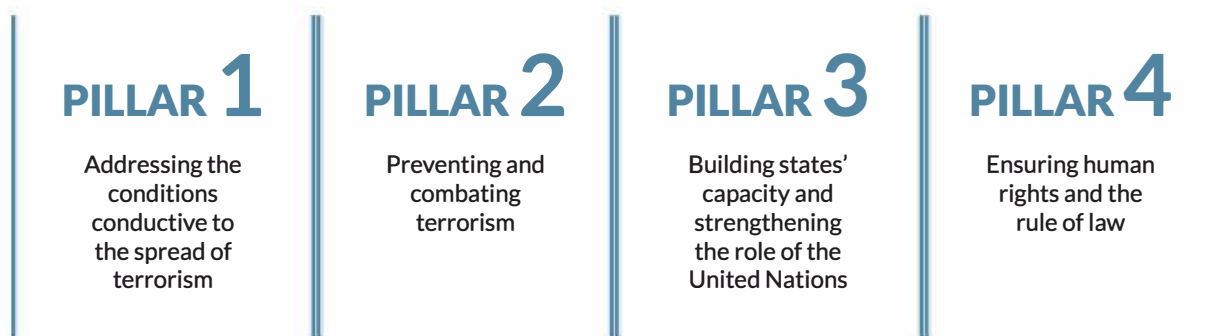 PILLAR 1
Addressing the
conditions
conductive to
the spread of
terrorism
PILLAR 2
Preventing and
combating
terrorism
PILLAR 3
Building states’
capacity and
strengthening
the role of the
United Nations
PILLAR 4
Ensuring human
rights and the
rule of law